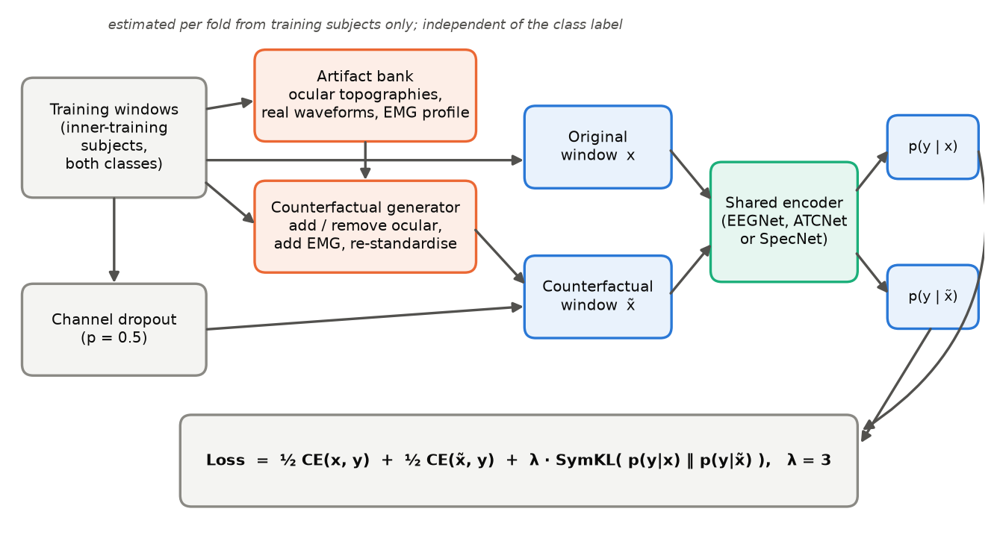 estimated per fold from training subjects only; independent of the class label
Artifact bank
ocular topographies,
real waveforms, EMG profile
Training windows
(inner-training
subjects,
both classes)
Original
window x
p(y | x)
Counterfactual generator
add / remove ocular,
add EMG, re-standardise
Shared encoder
(EEGNet, ATCNet
or SpecNet)
Counterfactual
window x̃
p(y | x̃)
Channel dropout
(p = 0.5)
Loss = ½ CE(x, y) + ½ CE(x̃, y) + λ · SymKL( p(y|x) ‖ p(y|x̃) ), λ = 3